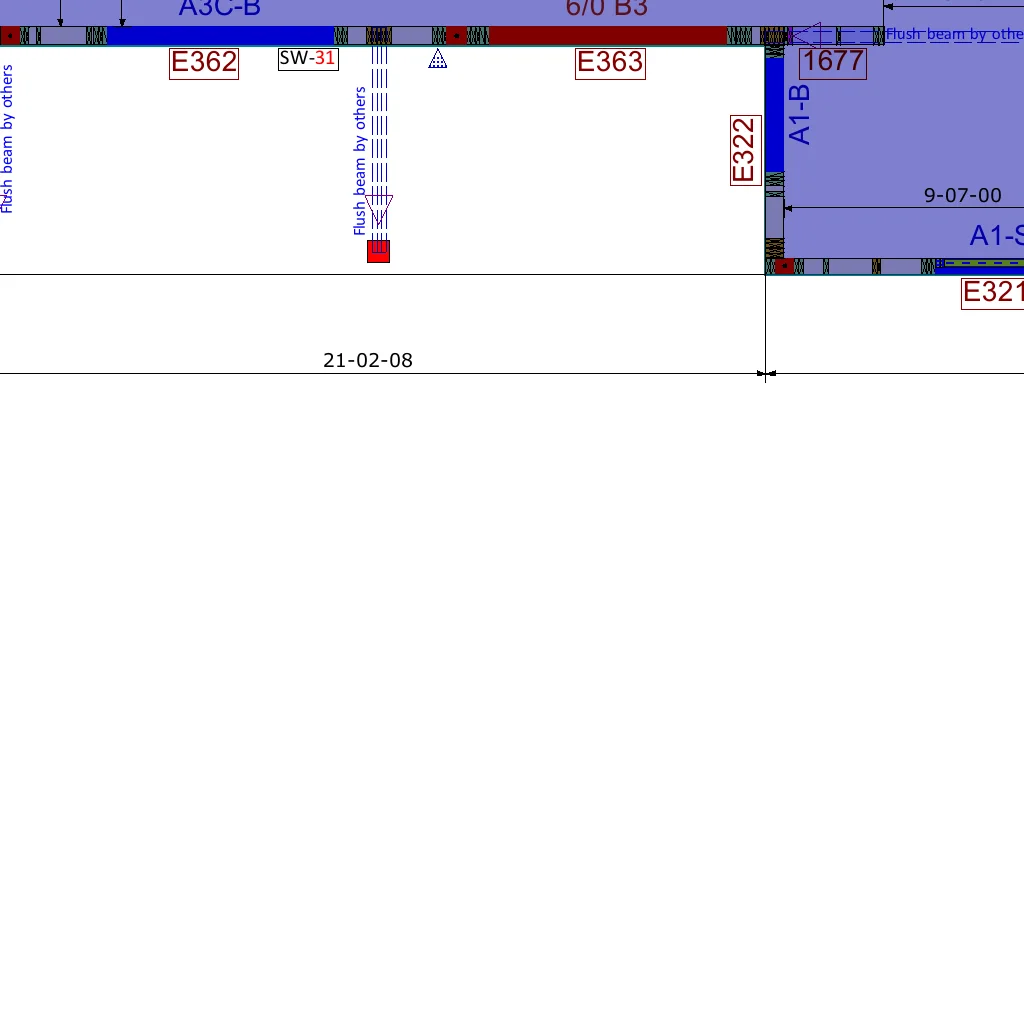 A3C-B
6/0 B3
Flush beam by othe
E362
SW-31
E363
1677
Flush beam by others
Flush beam by others
E322
A1-B
9-07-00
A1-S
E321
21-02-08